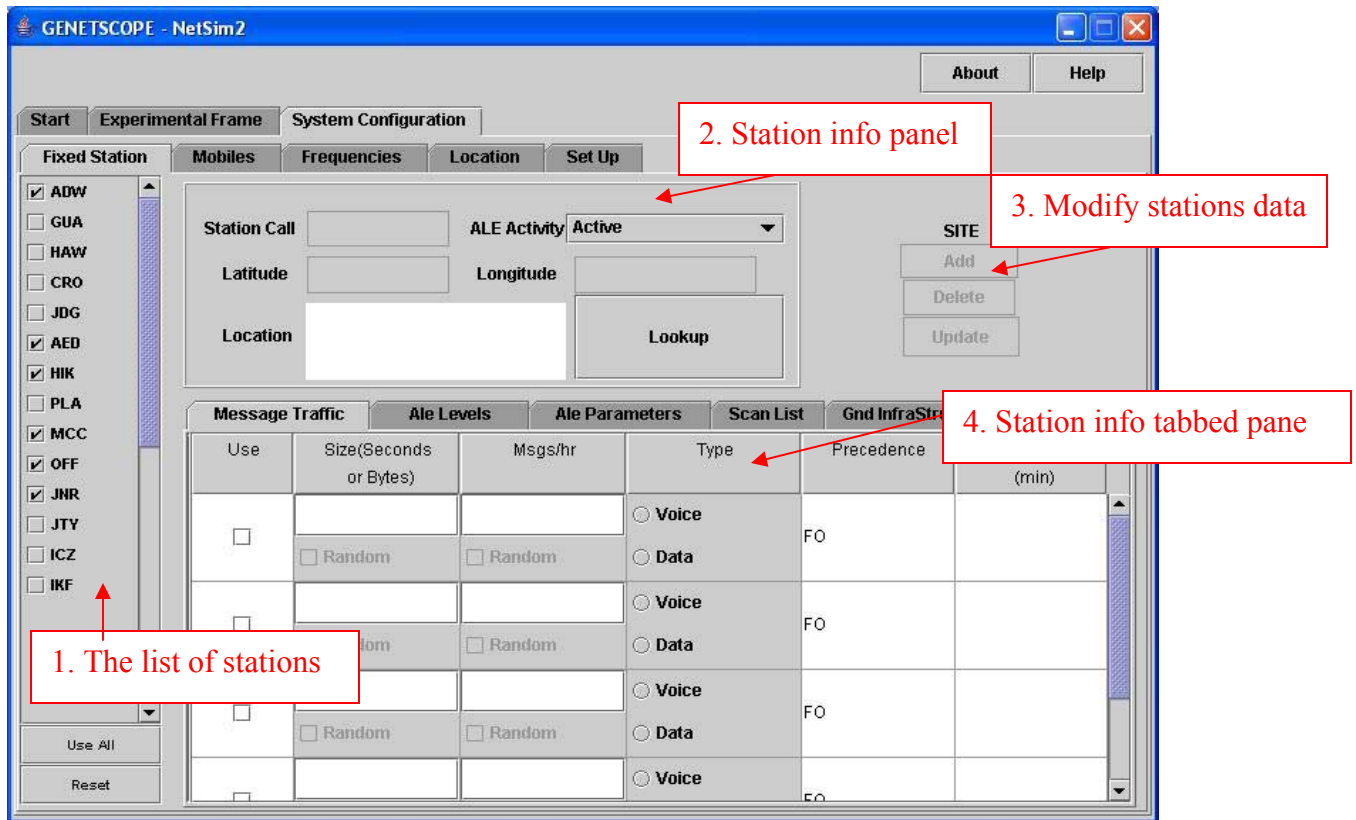 GENETSCOPE - NetSim2
About Help
Start Experimental Frame System Configuration
2. Station info panel
Fixed Station Mobiles Frequencies Location Set Up
3. Modify stations data
ADW
GUA
HAW
CRO
JDG
AED
HIK
PLA
MCC
OFF
JNR
JTY
ICZ
IKF
Station Call ALE Activity Active
Latitude Longitude
Location Lookup
SITE
Add
Delete
Update
Message Traffic Ale Levels Ale Parameters Scan List Gnd InfraStr
4. Station info tabbed pane
Use Size(Seconds or Bytes) Msgs/hr Type Precedence (min)
Voice
FO
Random Random Data
Voice
FO
Random Data
1. The list of stations
Voice
FO
Random Random Data
Voice
FO
Use All
Reset